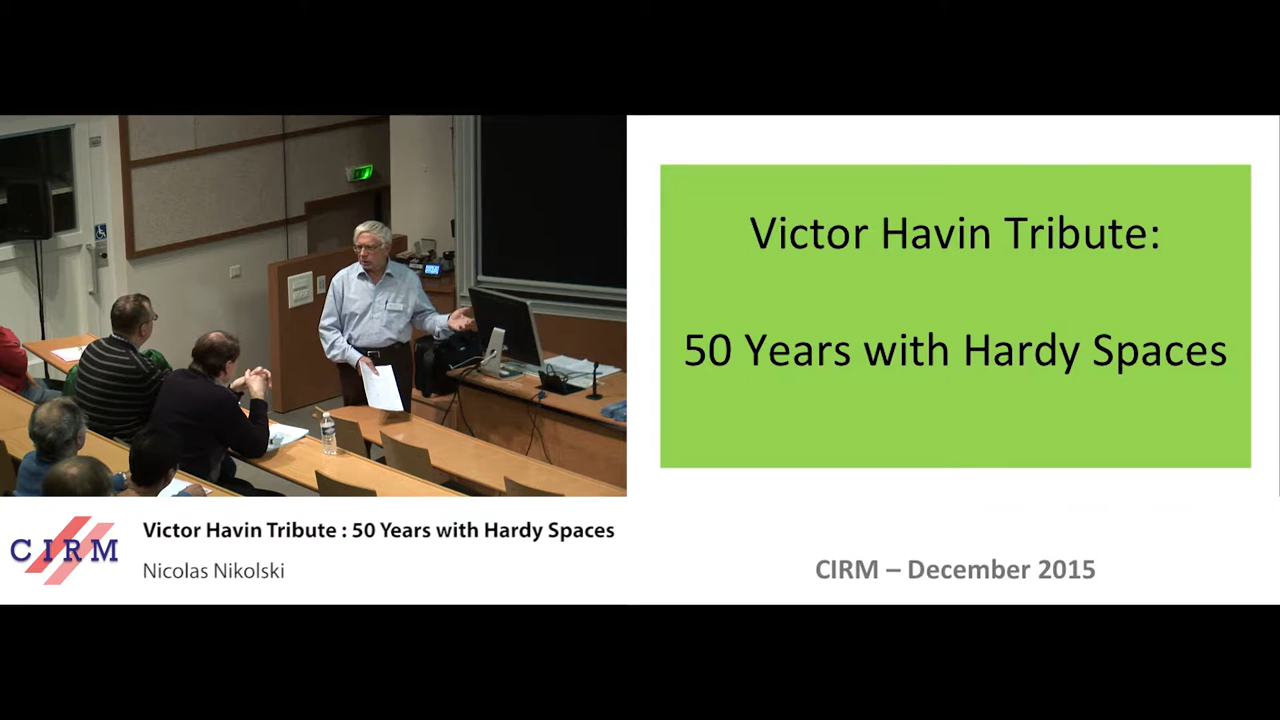 Victor Havin Tribute:
50 Years with Hardy Spaces
CIRM
Victor Havin Tribute : 50 Years with Hardy Spaces
Nicolas Nikolski
CIRM – December 2015